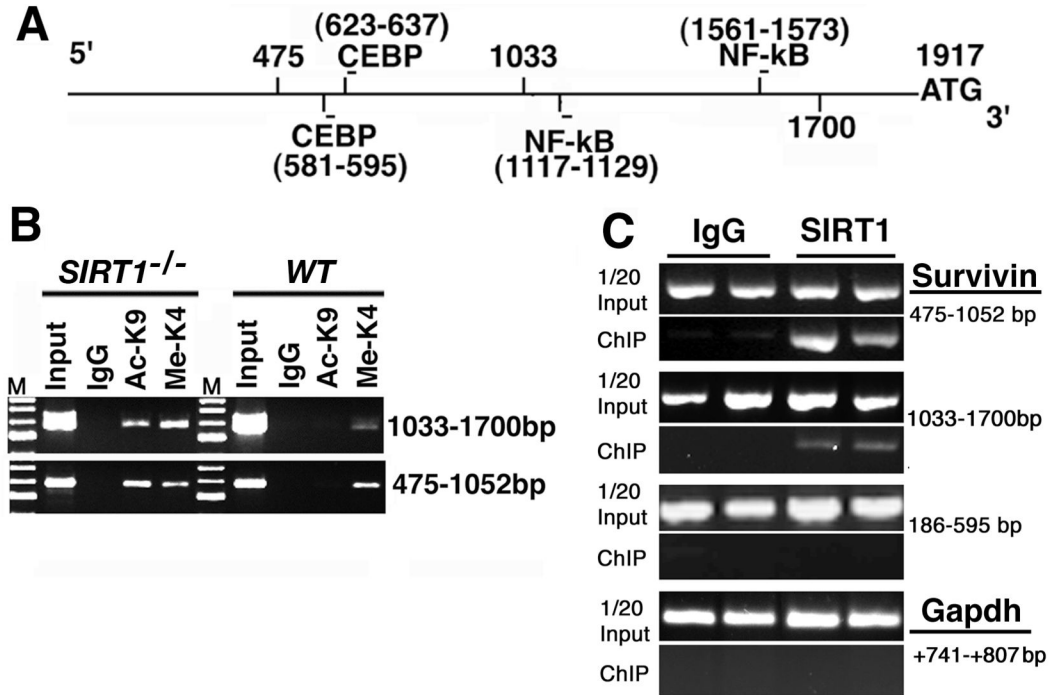 A
5'
475
(623-637)
CEBP
1033
(1561-1573)
NF-kB
1917
ATG
3'
CEBP
(581-595)
NF-kB
(1117-1129)
1700
B
SIRT1-/-
WT
M
Input
IgG
Ac-K9
Me-K4
M
Input
IgG
Ac-K9
Me-K4
1033-1700bp
475-1052bp
C
IgG
SIRT1
1/20
Input
Survivin
475-1052 bp
ChIP
1/20
Input
1033-1700bp
ChIP
1/20
Input
186-595 bp
ChIP
1/20
Input
Gapdh
+741-+807bp
ChIP